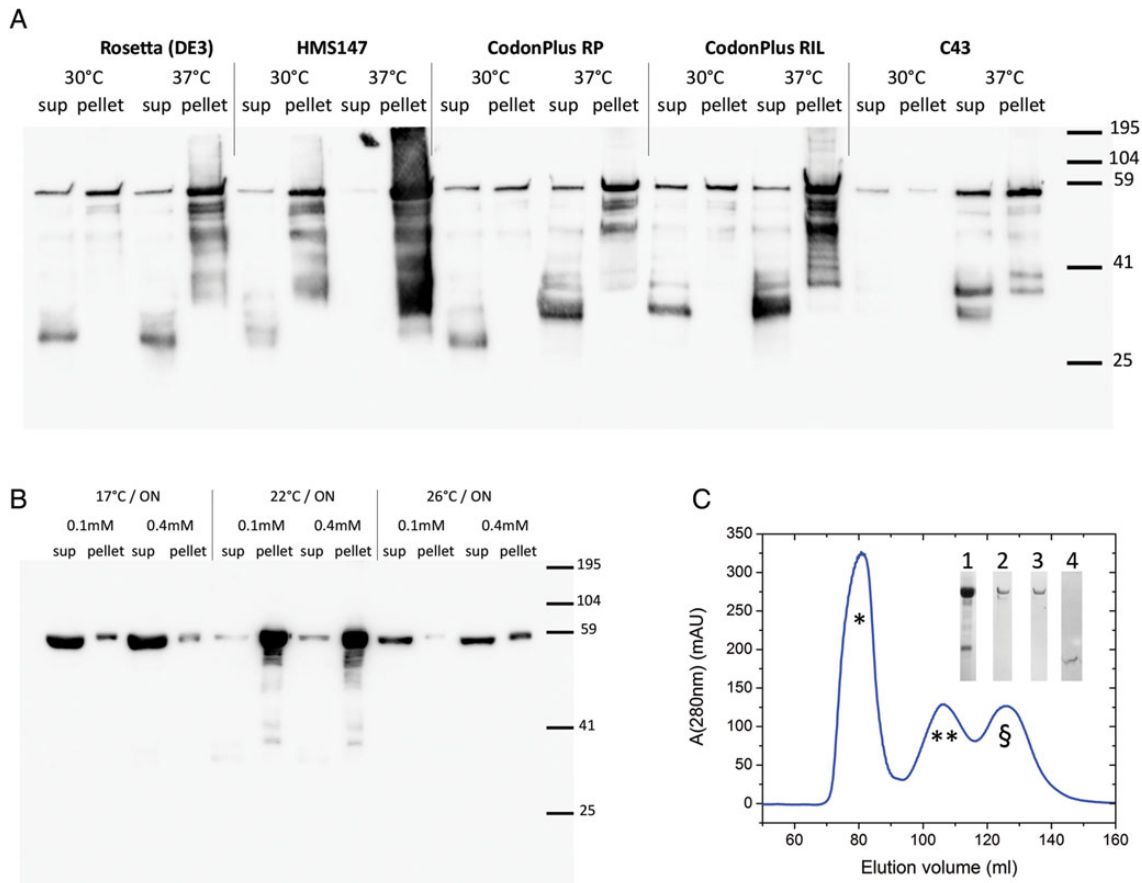 A
Rosetta (DE3) HMS147 CodonPlus RP CodonPlus RIL C43
30°C 37°C 30°C 37°C 30°C 37°C 30°C 37°C 30°C 37°C
sup pellet sup pellet sup pellet sup pellet sup pellet sup pellet sup pellet sup pellet sup pellet sup pellet
195
104
59
41
25
B
17°C / ON 22°C / ON 26°C / ON
0.1mM 0.4mM 0.1mM 0.4mM 0.1mM 0.4mM
sup pellet sup pellet sup pellet sup pellet sup pellet sup pellet
195
104
59
41
25
C
350
300
250
200
150
100
50
0
A(280nm) (mAU)
1 2 3 4
*
**
§
60 80 100 120 140 160
Elution volume (ml)